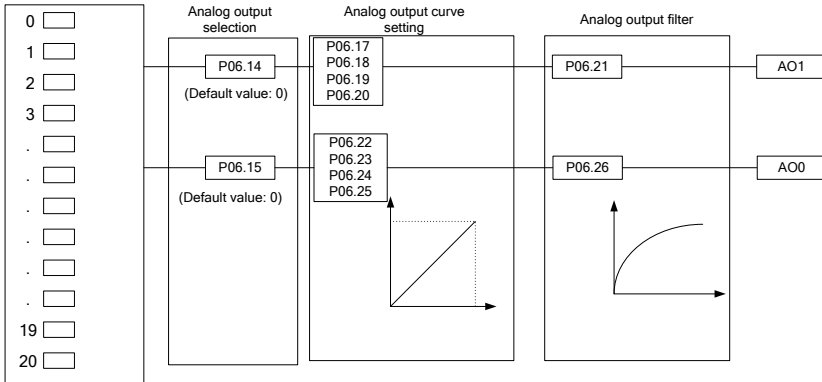 Analog output
selection
Analog output curve
setting
Analog output filter
0
1
2
3
.
.
.
.
.
.
19
20
P06.14
(Default value: 0)
P06.15
(Default value: 0)
P06.17
P06.18
P06.19
P06.20
P06.22
P06.23
P06.24
P06.25
P06.21
P06.26
AO1
AO0